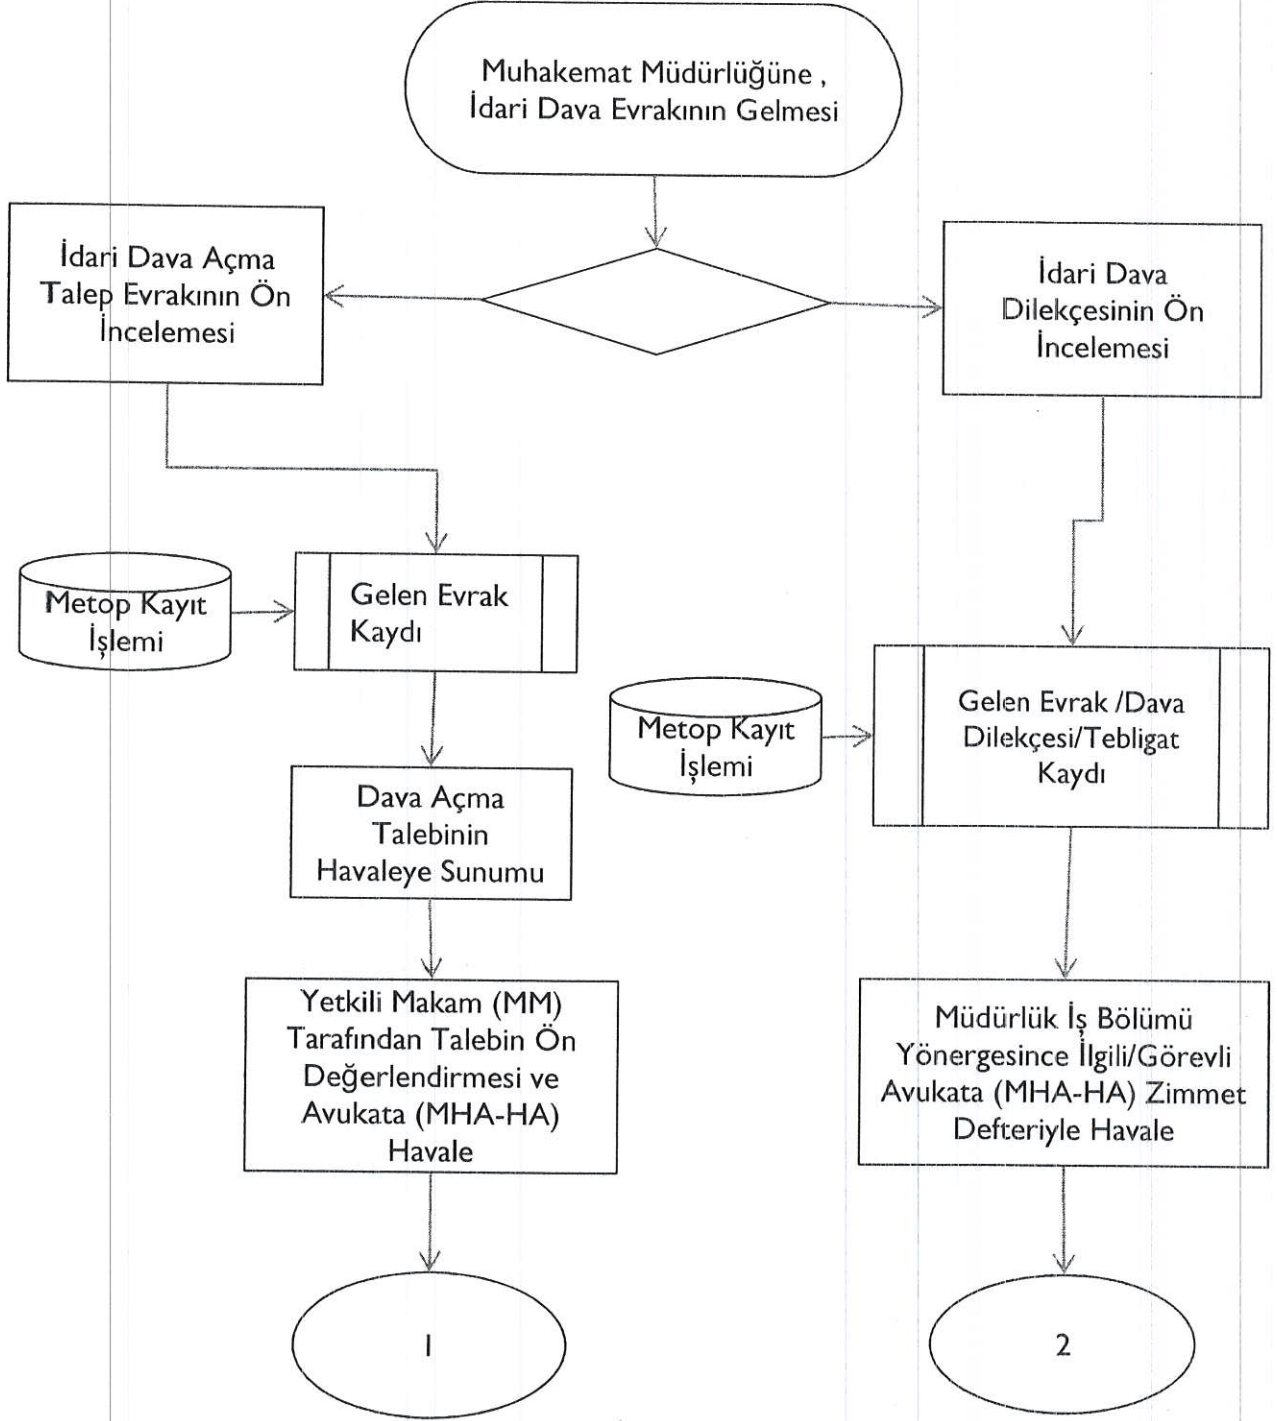 Muhakemat Müdürlüğüne ,
İdari Dava Evrakının Gelmesi
İdari Dava Açma
Talep Evrakının Ön
İncelemesi
İdari Dava
Dilekçesinin Ön
İncelemesi
Metop Kayıt
İşlemi
Gelen Evrak
Kaydı
Metop Kayıt
İşlemi
Gelen Evrak /Dava
Dilekçesi/Tebligat
Kaydı
Dava Açma
Talebinin
Havaleye Sunumu
Yetkili Makam (MM)
Tarafından Talebin Ön
Değerlendirmesi ve
Avukata (MHA-HA)
Havale
Müdürlük İş Bölümü
Yönergesince İlgili/Görevli
Avukata (MHA-HA) Zimmet
Defteriyle Havale
1
2